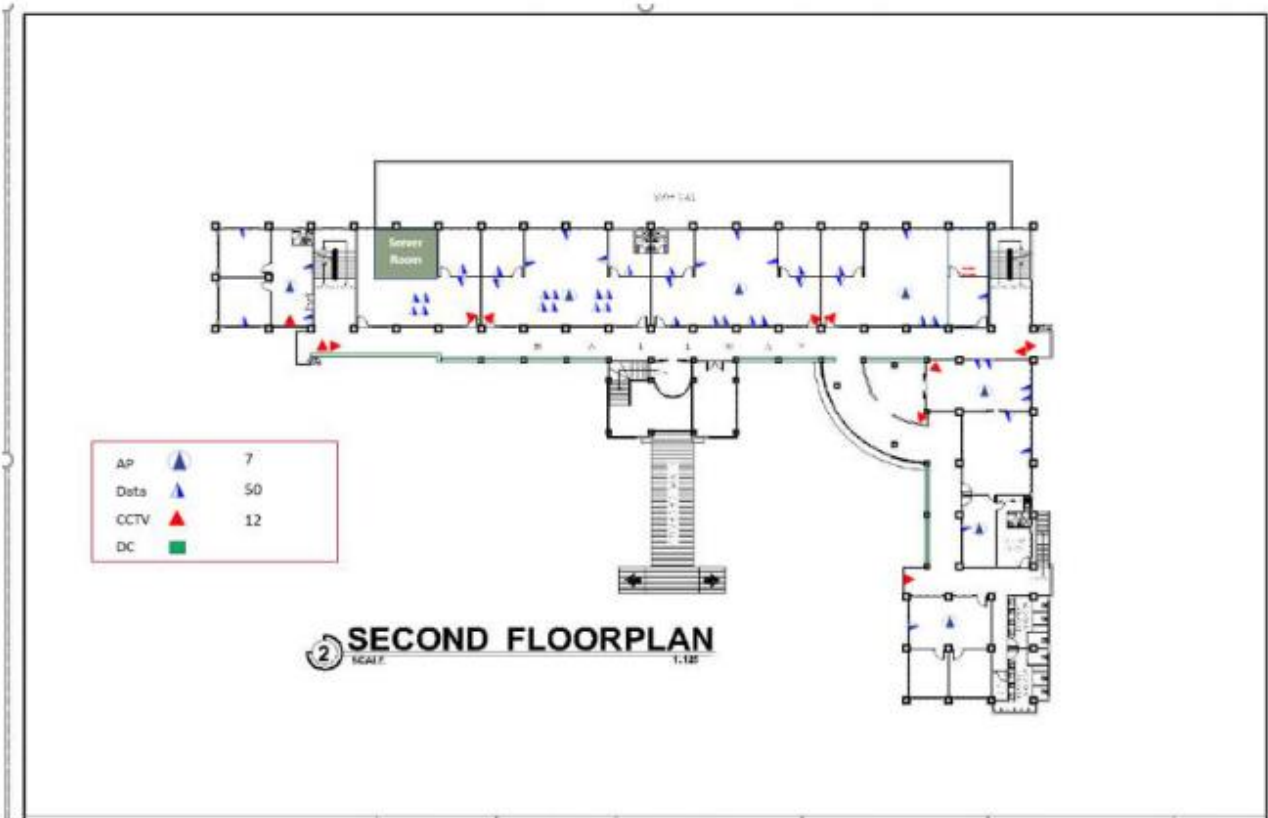 Server
Room
AP 7
Data 50
CCTV 12
DC
2 SECOND FLOORPLAN
SCALE